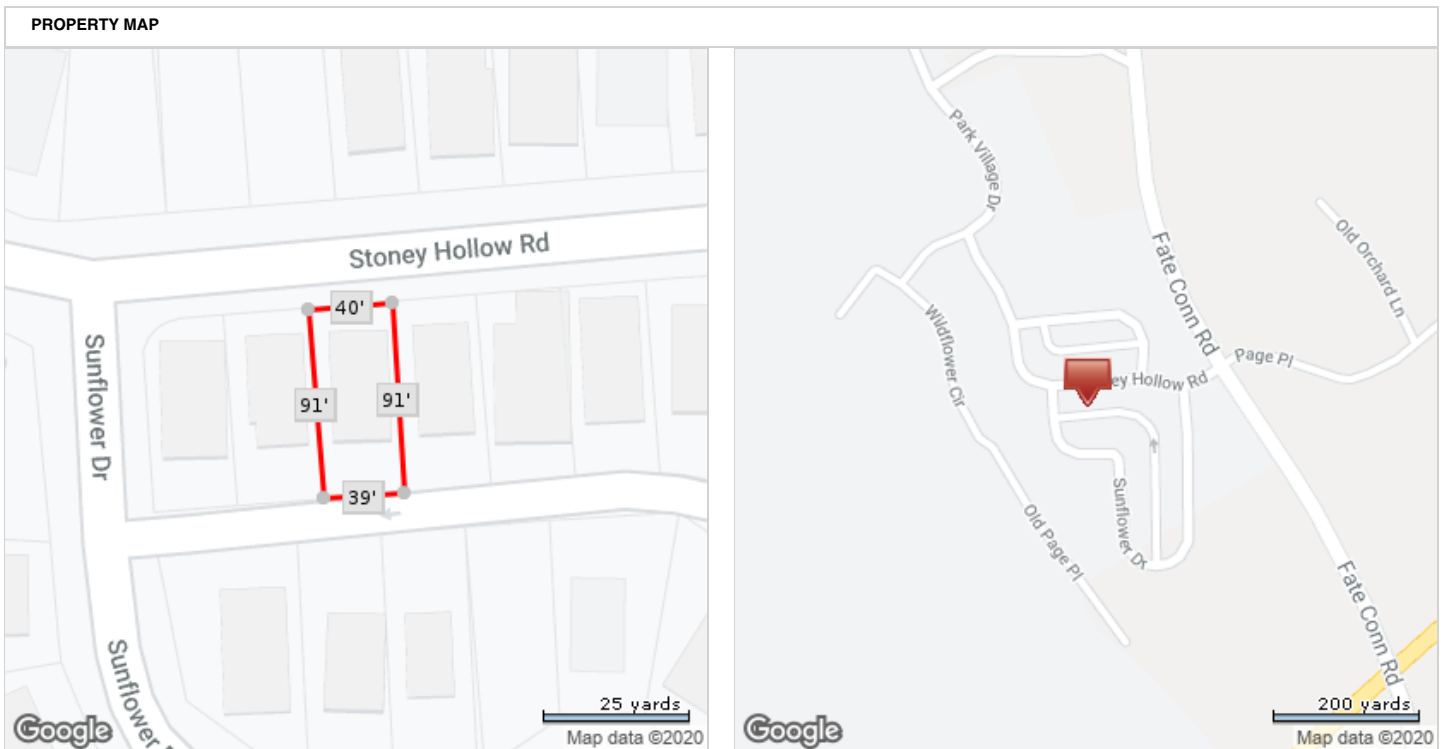 PROPERTY MAP
Stoney Hollow Rd
40'
Sunflower Dr
91'
91'
39'
Sunflower
25 yards
Google
Map data ©2020
Park Village Dr
Old Orchard Ln
Fate Conn Rd
Wildflower Cir
Page Pl
ey Hollow Rd
Sunflower Dr
Old Page Pl
Fate Conn Rd
200 yards
Google
Map data ©2020